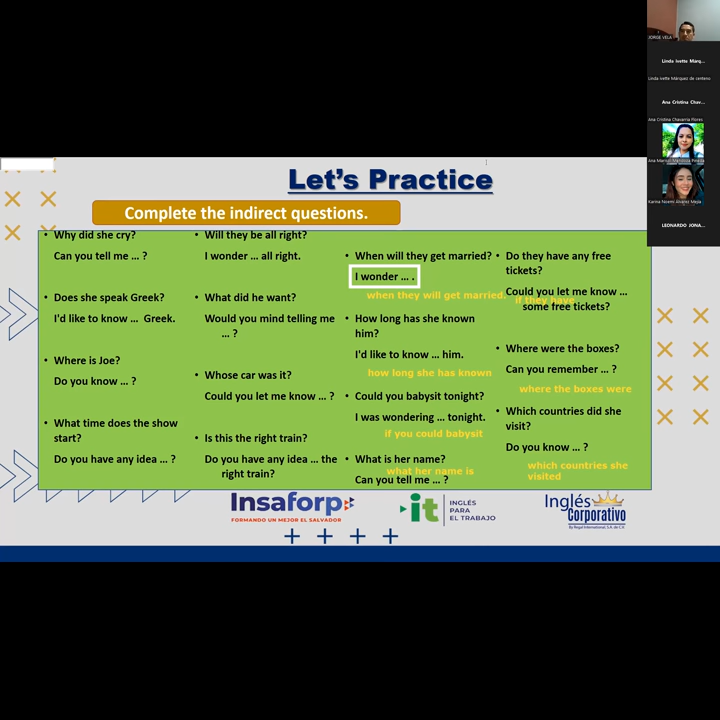 JORGE VELA
Linda Ivette Márq...
Linda Ivette Márquez de centeno
Ana Cristina Chav...
Ana Cristina Chavarria Flores
Karina Noemi Alvarez Mejia
LEONARDO JONA...
Let's Practice
Complete the indirect questions.
• Why did she cry?
Can you tell me ... ?
• Does she speak Greek?
I'd like to know ... Greek.
• Where is Joe?
Do you know ... ?
• What time does the show
start?
Do you have any idea ... ?
• Will they be all right?
I wonder ... all right.
• What did he want?
Would you mind telling me
... ?
• Whose car was it?
Could you let me know ... ?
• Is this the right train?
Do you have any idea ... the
right train?
• When will they get married?
I wonder ... .
when they will get married.
• How long has she known
him?
I'd like to know ... him.
how long she has known
• Could you babysit tonight?
I was wondering ... tonight.
if you could babysit
• What is her name?
what her name is
Can you tell me ... ?
• Do they have any free
tickets?
Could you let me know ...
if they have
some free tickets?
• Where were the boxes?
Can you remember ... ?
where the boxes were
• Which countries did she
visit?
Do you know ... ?
which countries she
visited
Insaforp
FORMANDO UN MEJOR EL SALVADOR
it
INGLÉS
PARA
EL TRABAJO
Inglés
Corporativo
By Regal International, S.A. de C.V.